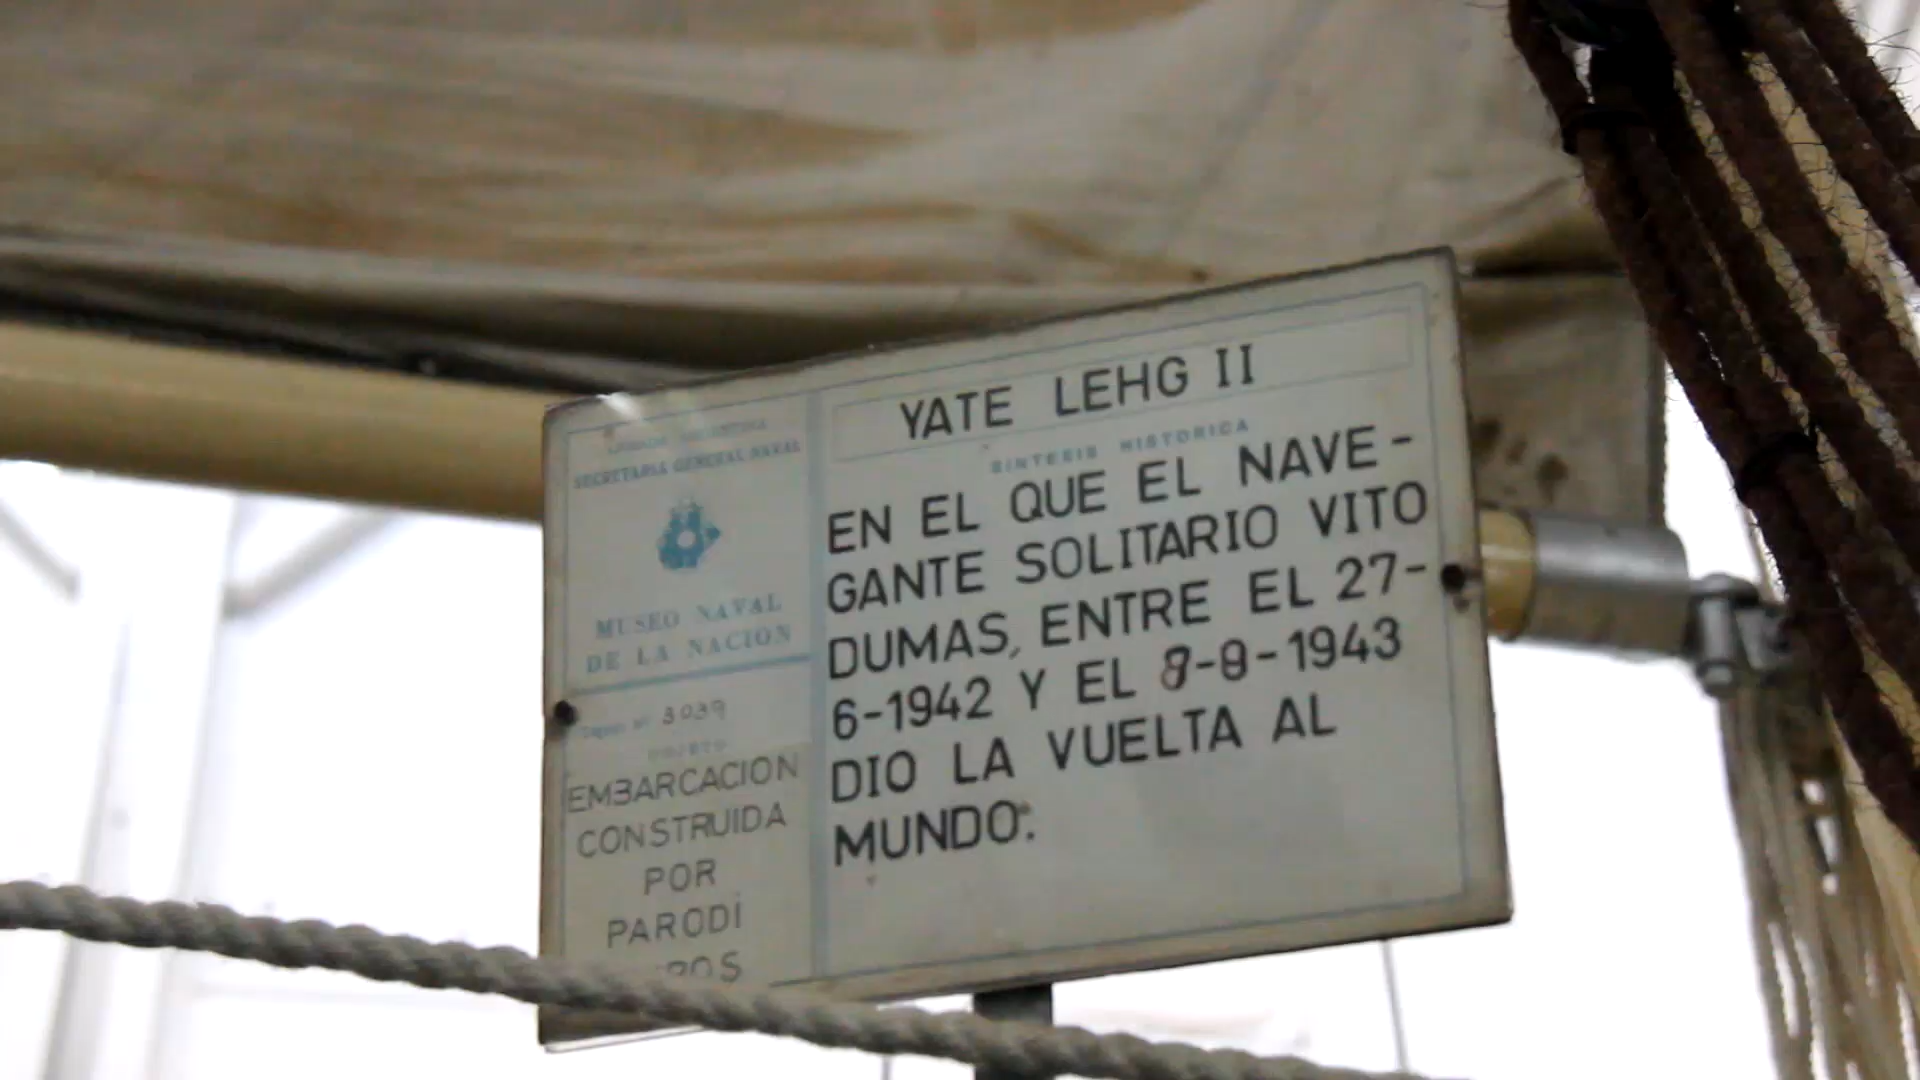 SECRETARIA GENERAL NAVAL
MUSEO NAVAL
DE LA NACION
3039
OBJETO
EMBARCACION
CONSTRUIDA
POR
PARODI
YATE LEHG II
SINTESIS HISTORICA
EN EL QUE EL NAVE-
GANTE SOLITARIO VITO
DUMAS, ENTRE EL 27-
6-1942 Y EL 8-8-1943
DIO LA VUELTA AL
MUNDO.